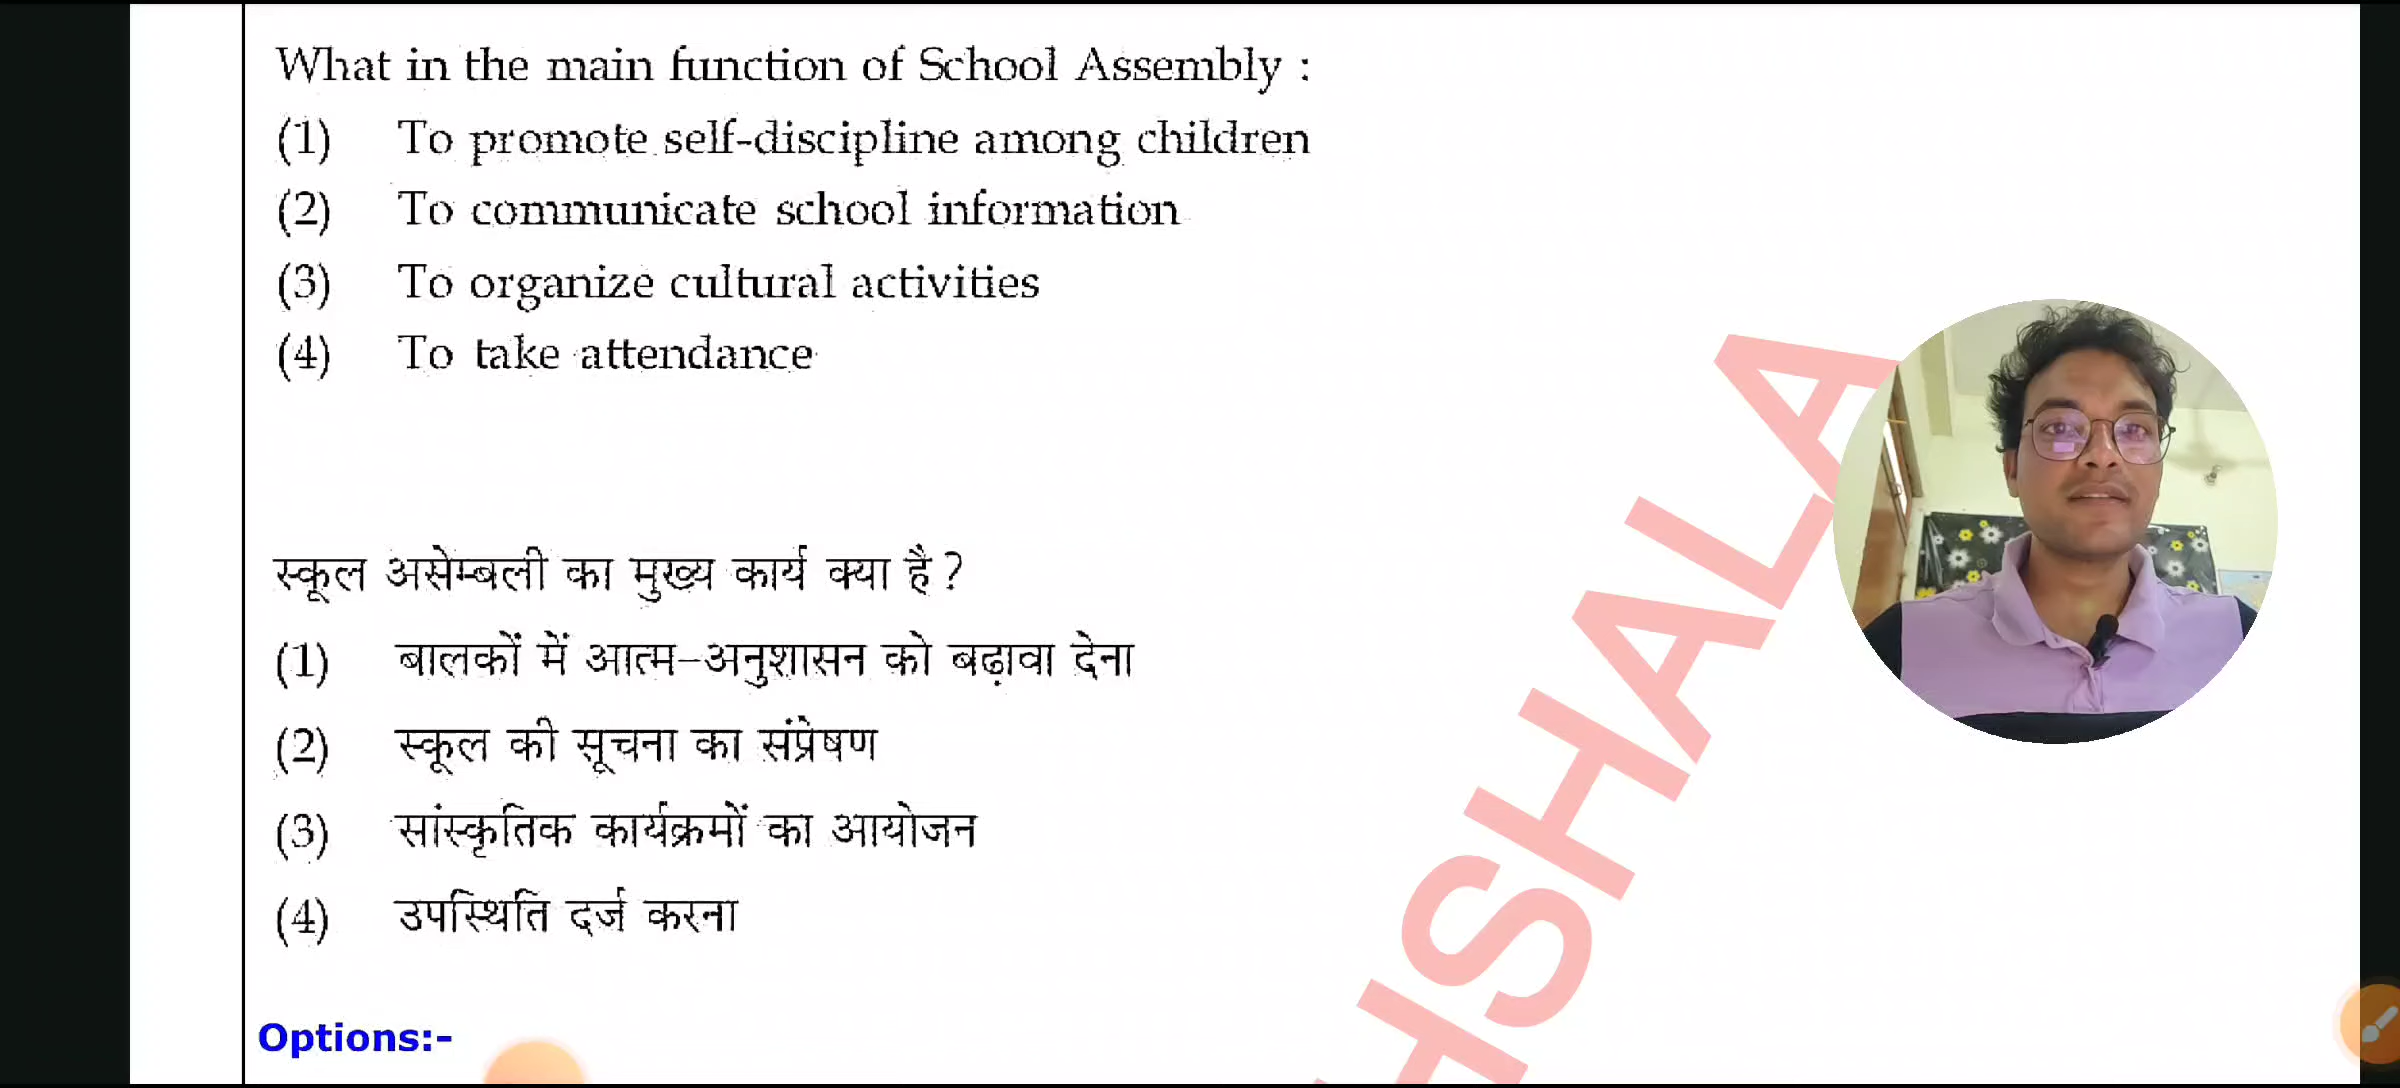 What in the main function of School Assembly :
(1) To promote self-discipline among children
(2) To communicate school information
(3) To organize cultural activities
(4) To take attendance
स्कूल असेम्बली का मुख्य कार्य क्या है ?
(1) बालकों में आत्म-अनुशासन को बढ़ावा देना
(2) स्कूल की सूचना का संप्रेषण
(3) सांस्कृतिक कार्यक्रमों का आयोजन
(4) उपस्थिति दर्ज करना
Options:-
HSHALA